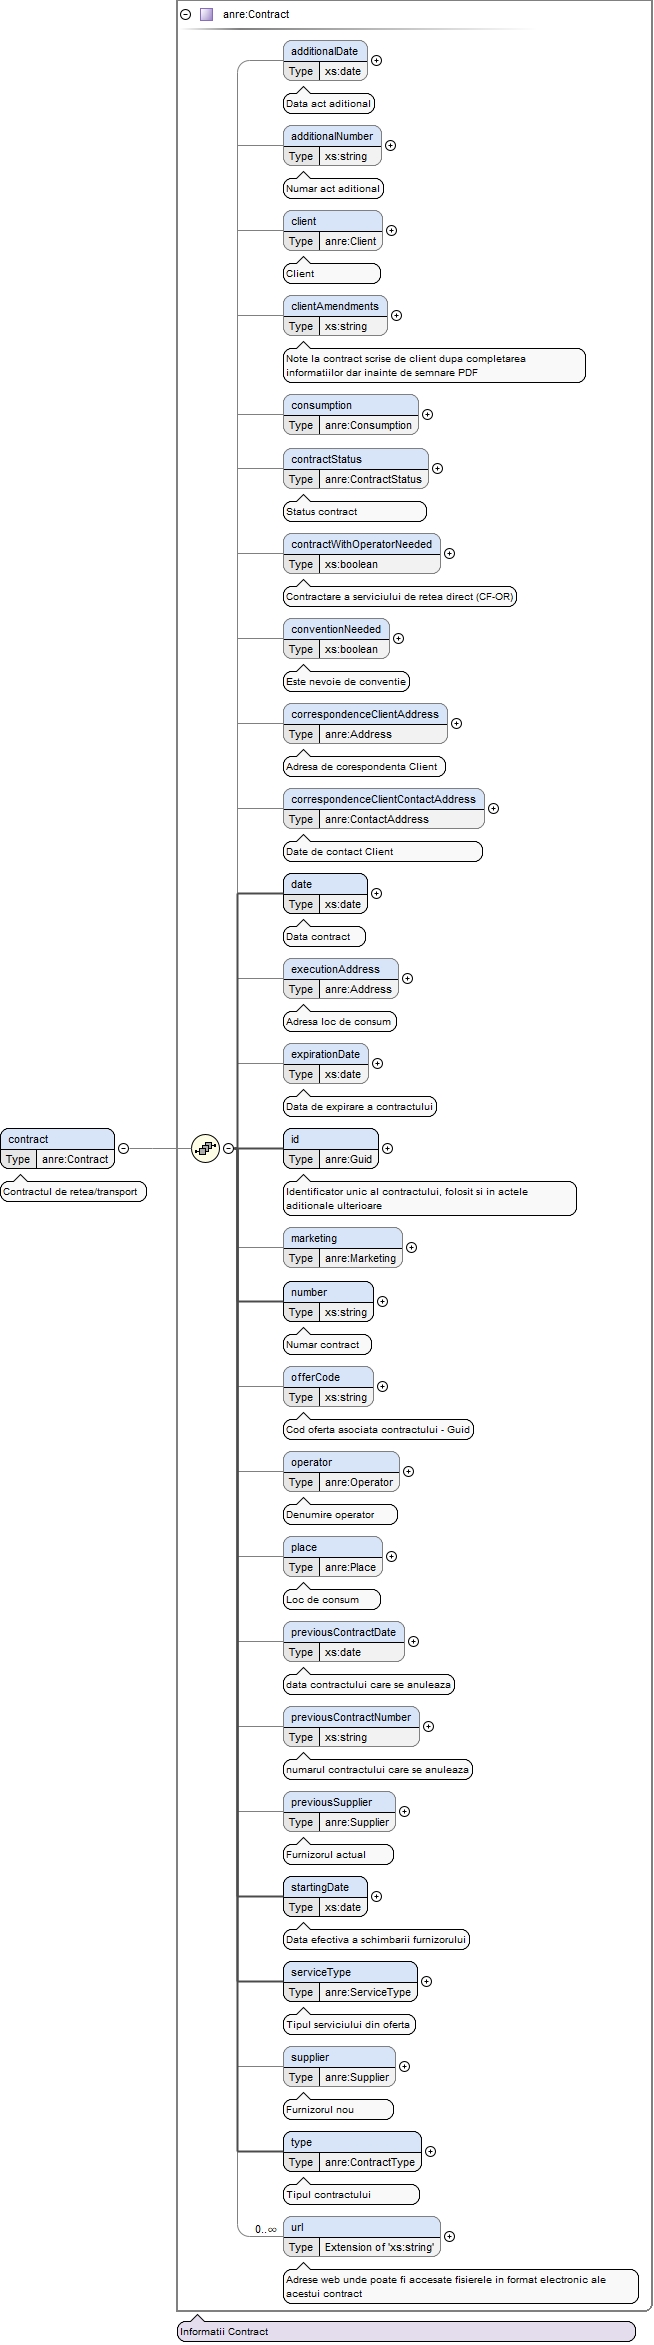 anre:Contract
additionalDate
Type xs:date
Data act aditional
additionalNumber
Type xs:string
Numar act aditional
client
Type anre:Client
Client
clientAmendments
Type xs:string
Note la contract scrise de client dupa completarea
informatiilor dar inainte de semnare PDF
consumption
Type anre:Consumption
contractStatus
Type anre:ContractStatus
Status contract
contractWithOperatorNeeded
Type xs:boolean
Contractare a serviciului de retea direct (CF-OR)
conventionNeeded
Type xs:boolean
Este nevoie de conventie
correspondenceClientAddress
Type anre:Address
Adresa de corespondenta Client
correspondenceClientContactAddress
Type anre:ContactAddress
Date de contact Client
date
Type xs:date
Data contract
executionAddress
Type anre:Address
Adresa loc de consum
expirationDate
Type xs:date
Data de expirare a contractului
contract
Type anre:Contract
Contractul de retea/transport
id
Type anre:Guid
Identificator unic al contractului, folosit si in actele
aditionale ulterioare
marketing
Type anre:Marketing
number
Type xs:string
Numar contract
offerCode
Type xs:string
Cod oferta asociata contractului - Guid
operator
Type anre:Operator
Denumire operator
place
Type anre:Place
Loc de consum
previousContractDate
Type xs:date
data contractului care se anuleaza
previousContractNumber
Type xs:string
numarul contractului care se anuleaza
previousSupplier
Type anre:Supplier
Furnizorul actual
startingDate
Type xs:date
Data efectiva a schimbarii furnizorului
serviceType
Type anre:ServiceType
Tipul serviciului din oferta
supplier
Type anre:Supplier
Furnizorul nou
type
Type anre:ContractType
Tipul contractului
0..∞
url
Type Extension of 'xs:string'
Adrese web unde poate fi accesate fisierele in format electronic ale
acestui contract
Informatii Contract